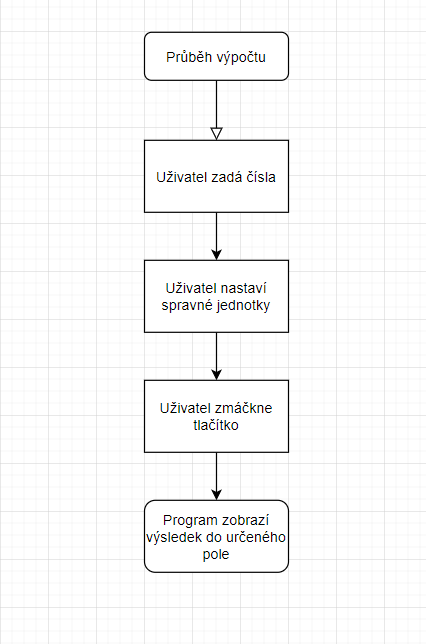 Průběh výpočtu
Uživatel zadá čísla
Uživatel nastaví
spravné jednotky
Uživatel zmáčkne
tlačítko
Program zobrazí
výsledek do určeného
pole